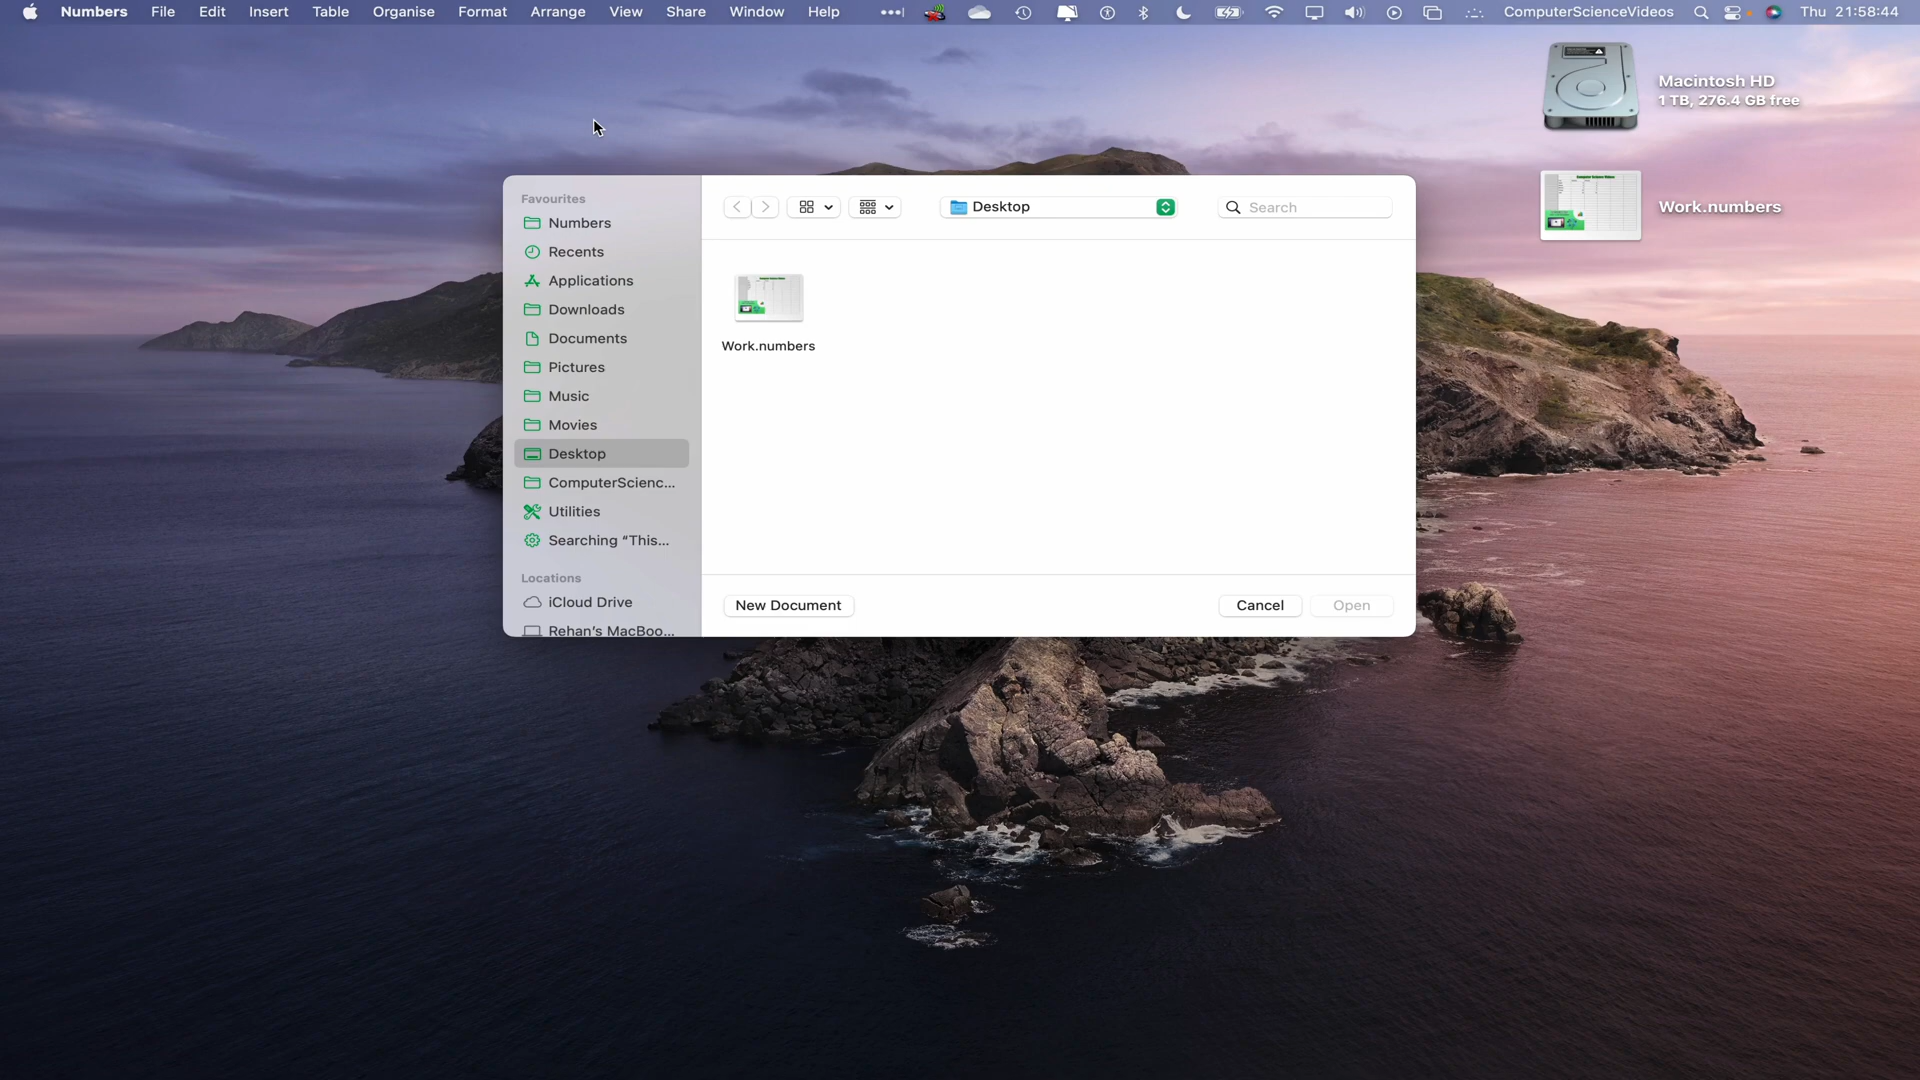 Numbers File Edit Insert Table Organise Format Arrange View Share Window Help ComputerScienceVideos Thu 21:58:44
Macintosh HD
1 TB, 276.4 GB free
Work.numbers
Favourites
Numbers
Recents
Applications
Downloads
Documents
Pictures
Music
Movies
Desktop
ComputerScienc...
Utilities
Searching “This...
Locations
iCloud Drive
Rehan’s MacBoo...
Desktop
Search
Work.numbers
New Document
Cancel
Open